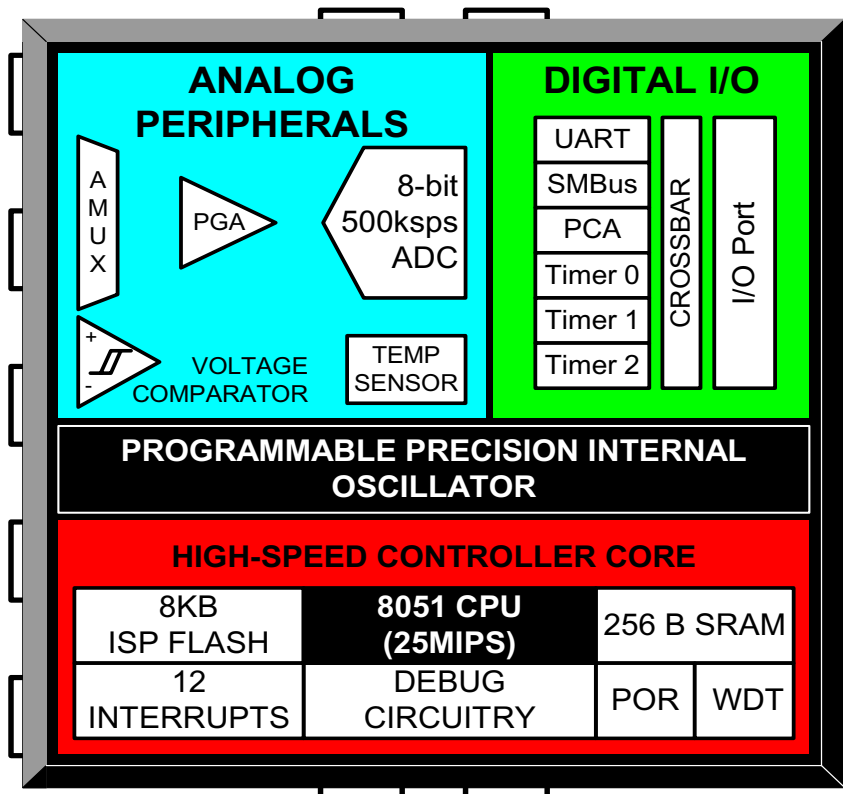 ANALOG
PERIPHERALS
A
M
U
X
PGA
8-bit
500ksps
ADC
+
-
VOLTAGE
COMPARATOR
TEMP
SENSOR
DIGITAL I/O
UART
SMBus
PCA
Timer 0
Timer 1
Timer 2
CROSSBAR
I/O Port
PROGRAMMABLE PRECISION INTERNAL
OSCILLATOR
HIGH-SPEED CONTROLLER CORE
8KB
ISP FLASH
8051 CPU
(25MIPS)
256 B SRAM
12
INTERRUPTS
DEBUG
CIRCUITRY
POR
WDT